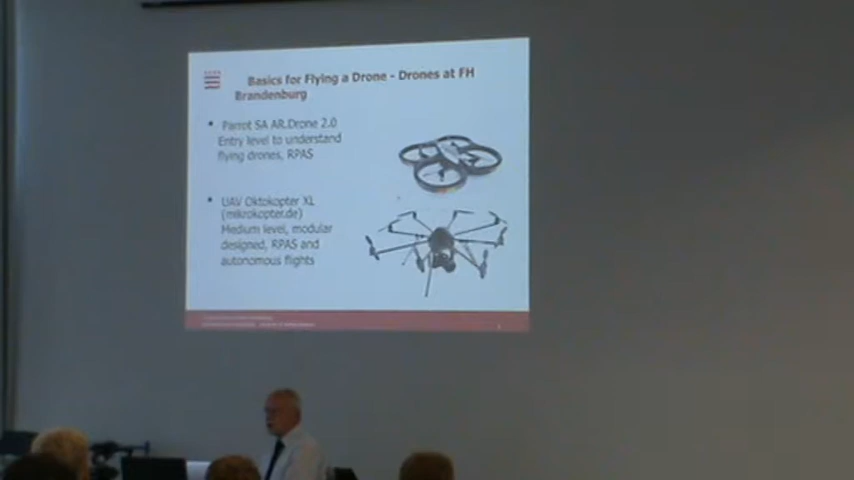 Basics for Flying a Drone - Drones at FH
Brandenburg
• Parrot SA AR.Drone 2.0
Entry level to understand
flying drones, RPAS
• UAV Oktokopter XL
(mikrokopter.de)
Medium level, modular
designed, RPAS and
autonomous flights